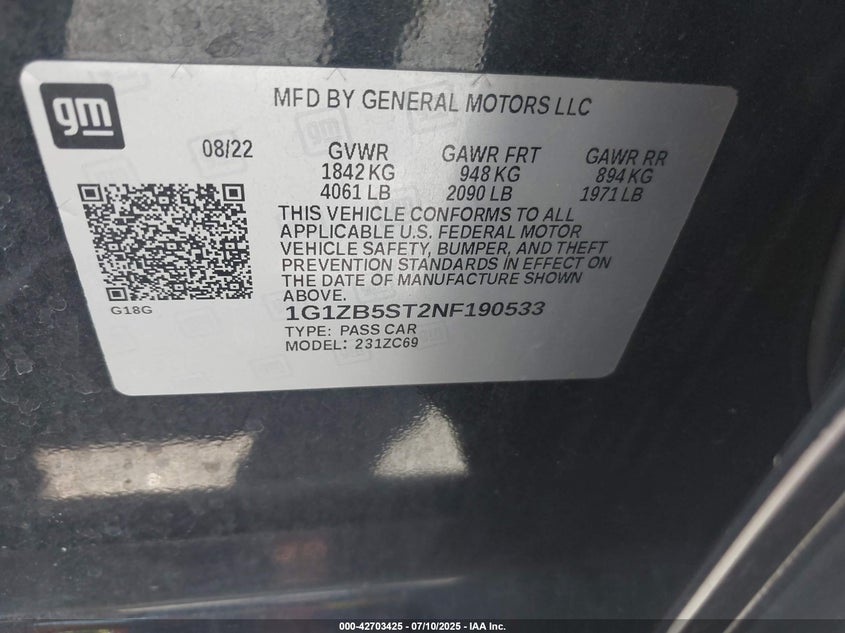 gm
MFD BY GENERAL MOTORS LLC
08/22 GVWR GAWR FRT GAWR RR
1842 KG 948 KG 894 KG
4061 LB 2090 LB 1971 LB
THIS VEHICLE CONFORMS TO ALL
APPLICABLE U.S. FEDERAL MOTOR
VEHICLE SAFETY, BUMPER, AND THEFT
PREVENTION STANDARDS IN EFFECT ON
THE DATE OF MANUFACTURE SHOWN
ABOVE.
G18G
1G1ZB5ST2NF190533
TYPE: PASS CAR
MODEL: 231ZC69
000-42703425 - 07/10/2025 - IAA Inc.